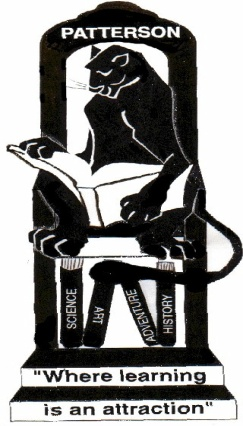 PATTERSON
SCIENCE
ART
ADVENTURE
HISTORY
"Where learning
is an attraction"